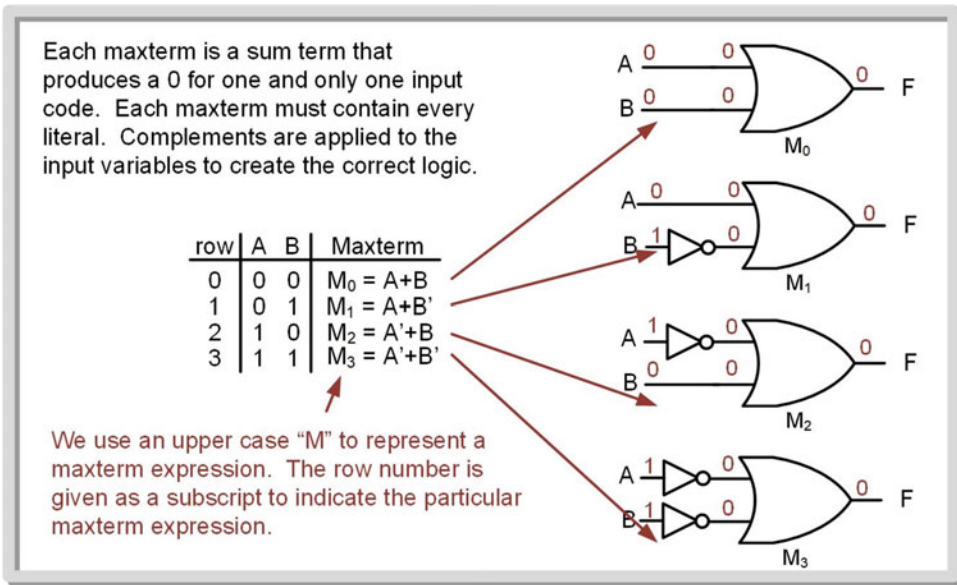 Each maxterm is a sum term that
produces a 0 for one and only one input
code. Each maxterm must contain every
literal. Complements are applied to the
input variables to create the correct logic.
row A B Maxterm
0 0 0 M₀ = A+B
1 0 1 M₁ = A+B'
2 1 0 M₂ = A'+B
3 1 1 M₃ = A'+B'
We use an upper case “M” to represent a
maxterm expression. The row number is
given as a subscript to indicate the particular
maxterm expression.
A 0 0 0 F
B 0 0
M₀
A 0 0 0 F
B 1 0
M₁
A 1 0 0 F
B 0 0
M₂
A 1 0 0 F
B 1 0
M₃